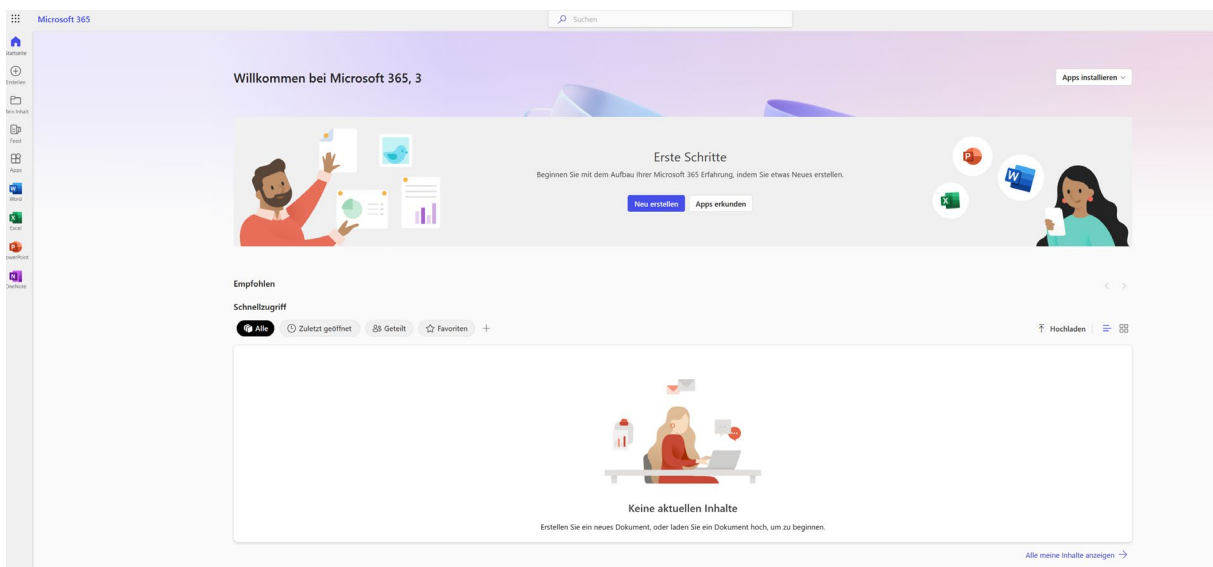 Microsoft 365
Suchen
Startseite
Erstellen
Mein Inhalt
Feed
Apps
Word
Excel
PowerPoint
OneNote
Willkommen bei Microsoft 365, 3
Apps installieren
Erste Schritte
Beginnen Sie mit dem Aufbau Ihrer Microsoft 365 Erfahrung, indem Sie etwas Neues erstellen.
Neu erstellen Apps erkunden
Empfohlen
Schnellzugriff
Alle Zuletzt geöffnet Geteilt Favoriten +
Hochladen
Keine aktuellen Inhalte
Erstellen Sie ein neues Dokument, oder laden Sie ein Dokument hoch, um zu beginnen.
Alle meine Inhalte anzeigen →